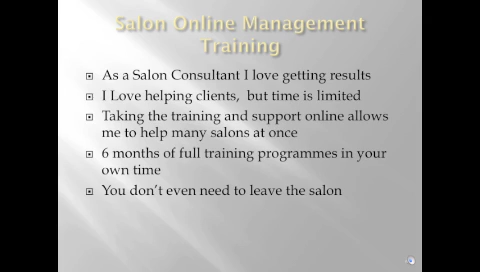 Salon Online Management
Training
As a Salon Consultant I love getting results
I Love helping clients, but time is limited
Taking the training and support online allows
me to help many salons at once
6 months of full training programmes in your
own time
You don't even need to leave the salon